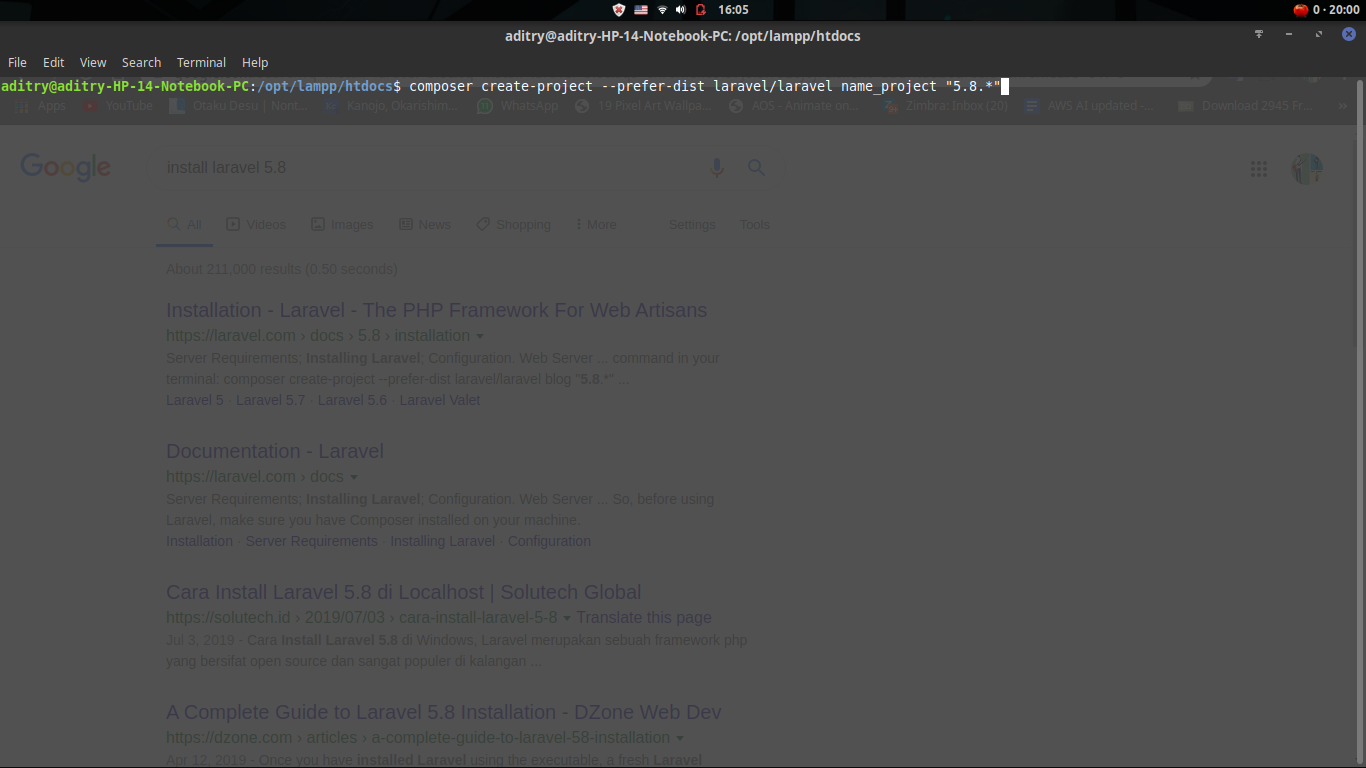 16:05
0 · 20:00
aditry@aditry-HP-14-Notebook-PC: /opt/lampp/htdocs
File Edit View Search Terminal Help
aditry@aditry-HP-14-Notebook-PC:/opt/lampp/htdocs$ composer create-project --prefer-dist laravel/laravel name_project "5.8.*"
Apps YouTube Otaku Desu | Nont... Kanojo, Okarishim... WhatsApp 19 Pixel Art Wallpa... AOS - Animate on... Zimbra: Inbox (20) AWS AI updated -... Download 2945 Fr... »
Google install laravel 5.8
All Videos Images News Shopping More Settings Tools
About 211,000 results (0.50 seconds)
Installation - Laravel - The PHP Framework For Web Artisans
https://laravel.com › docs › 5.8 › installation
Server Requirements; Installing Laravel; Configuration. Web Server ... command in your
terminal: composer create-project --prefer-dist laravel/laravel blog "5.8.*" ...
Laravel 5 · Laravel 5.7 · Laravel 5.6 · Laravel Valet
Documentation - Laravel
https://laravel.com › docs
Server Requirements; Installing Laravel; Configuration. Web Server ... So, before using
Laravel, make sure you have Composer installed on your machine.
Installation · Server Requirements · Installing Laravel · Configuration
Cara Install Laravel 5.8 di Localhost | Solutech Global
https://solutech.id › 2019/07/03 › cara-install-laravel-5-8 Translate this page
Jul 3, 2019 - Cara Install Laravel 5.8 di Windows, Laravel merupakan sebuah framework php
yang bersifat open source dan sangat populer di kalangan ...
A Complete Guide to Laravel 5.8 Installation - DZone Web Dev
https://dzone.com › articles › a-complete-guide-to-laravel-58-installation
Apr 12, 2019 - Once you have installed Laravel using the executable, a fresh Laravel